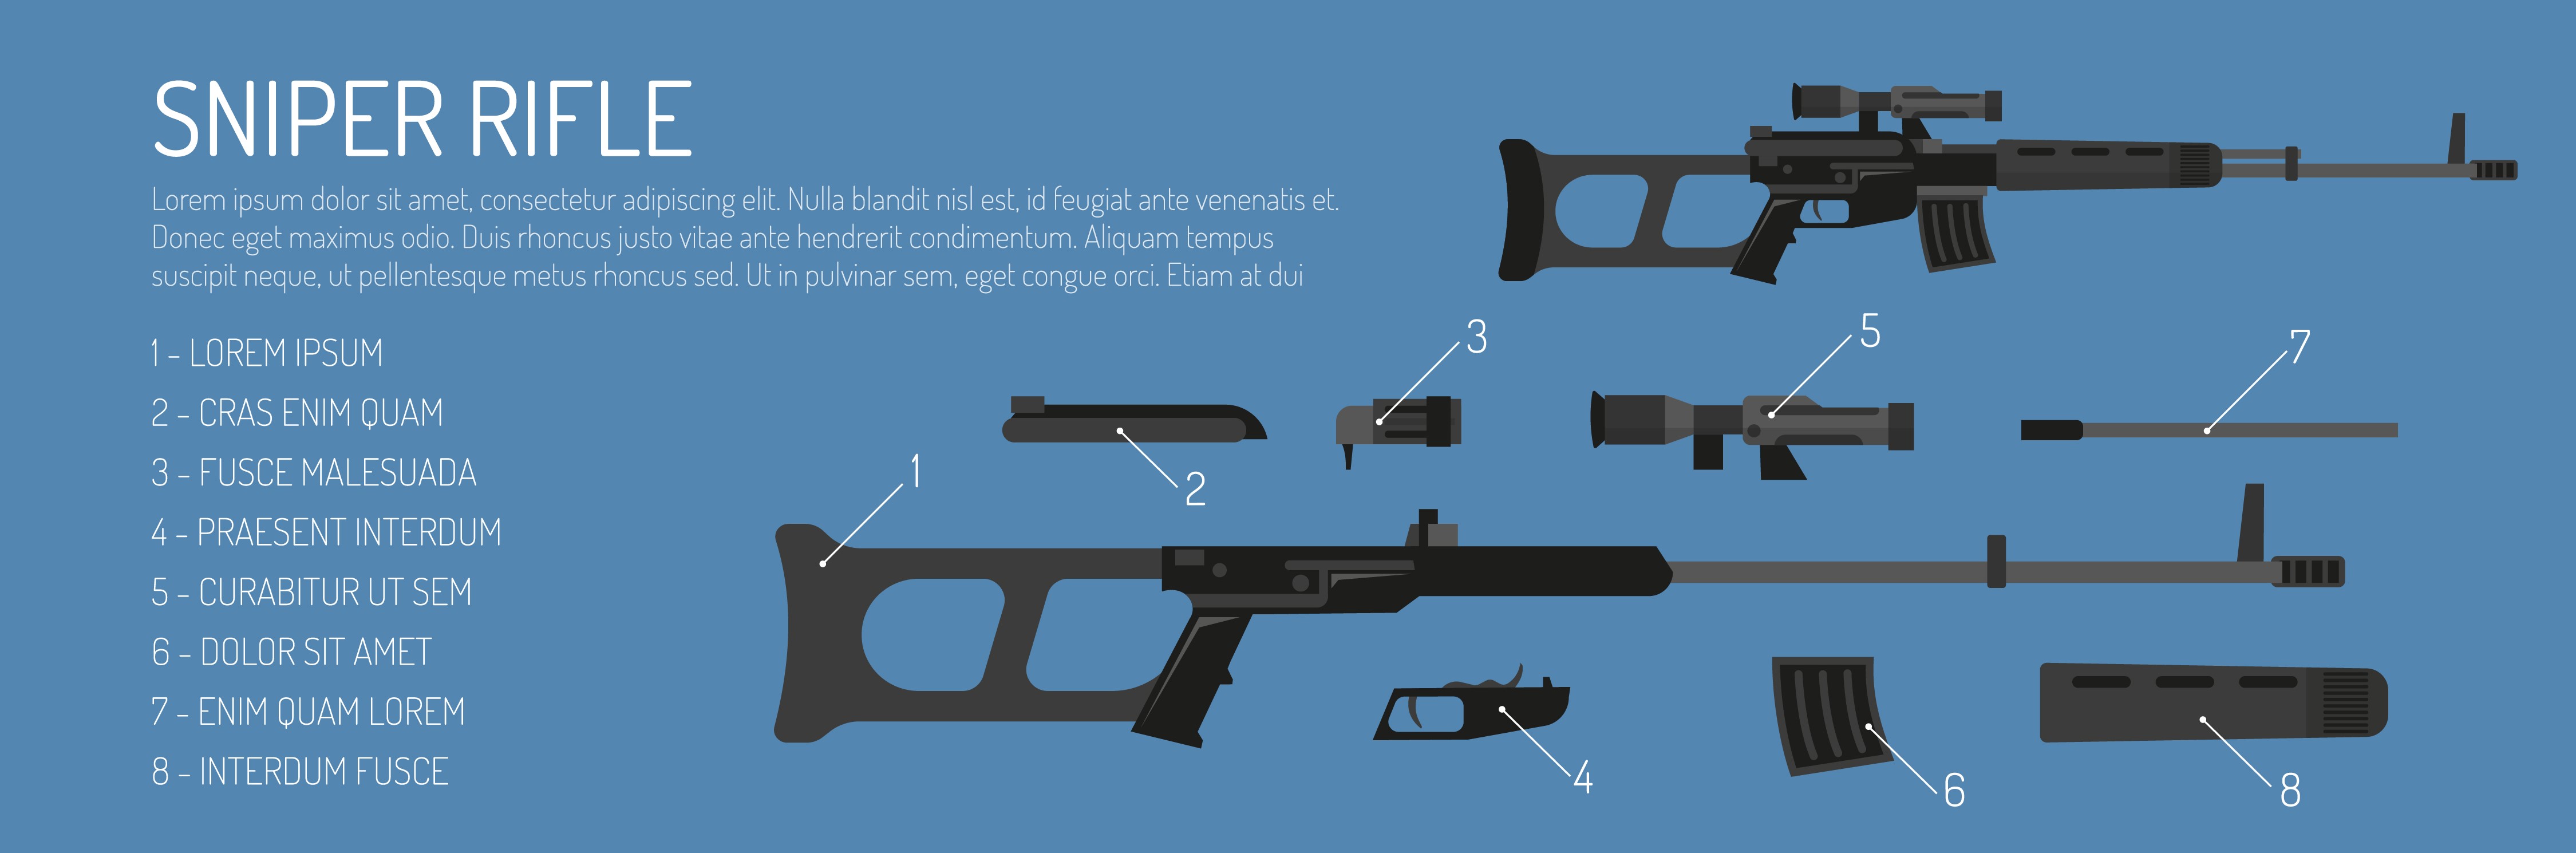 SNIPER RIFLE
Lorem ipsum dolor sit amet, consectetur adipiscing elit. Nulla blandit nisl est, id feugiat ante venenatis et.
Donec eget maximus odio. Duis rhoncus justo vitae ante hendrerit condimentum. Aliquam tempus
suscipit neque, ut pellentesque metus rhoncus sed. Ut in pulvinar sem, eget congue orci. Etiam at dui
1 - LOREM IPSUM
2 - CRAS ENIM QUAM
3 - FUSCE MALESUADA
4 - PRAESENT INTERDUM
5 - CURABITUR UT SEM
6 - DOLOR SIT AMET
7 - ENIM QUAM LOREM
8 - INTERDUM FUSCE
1
2
3
4
5
6
7
8